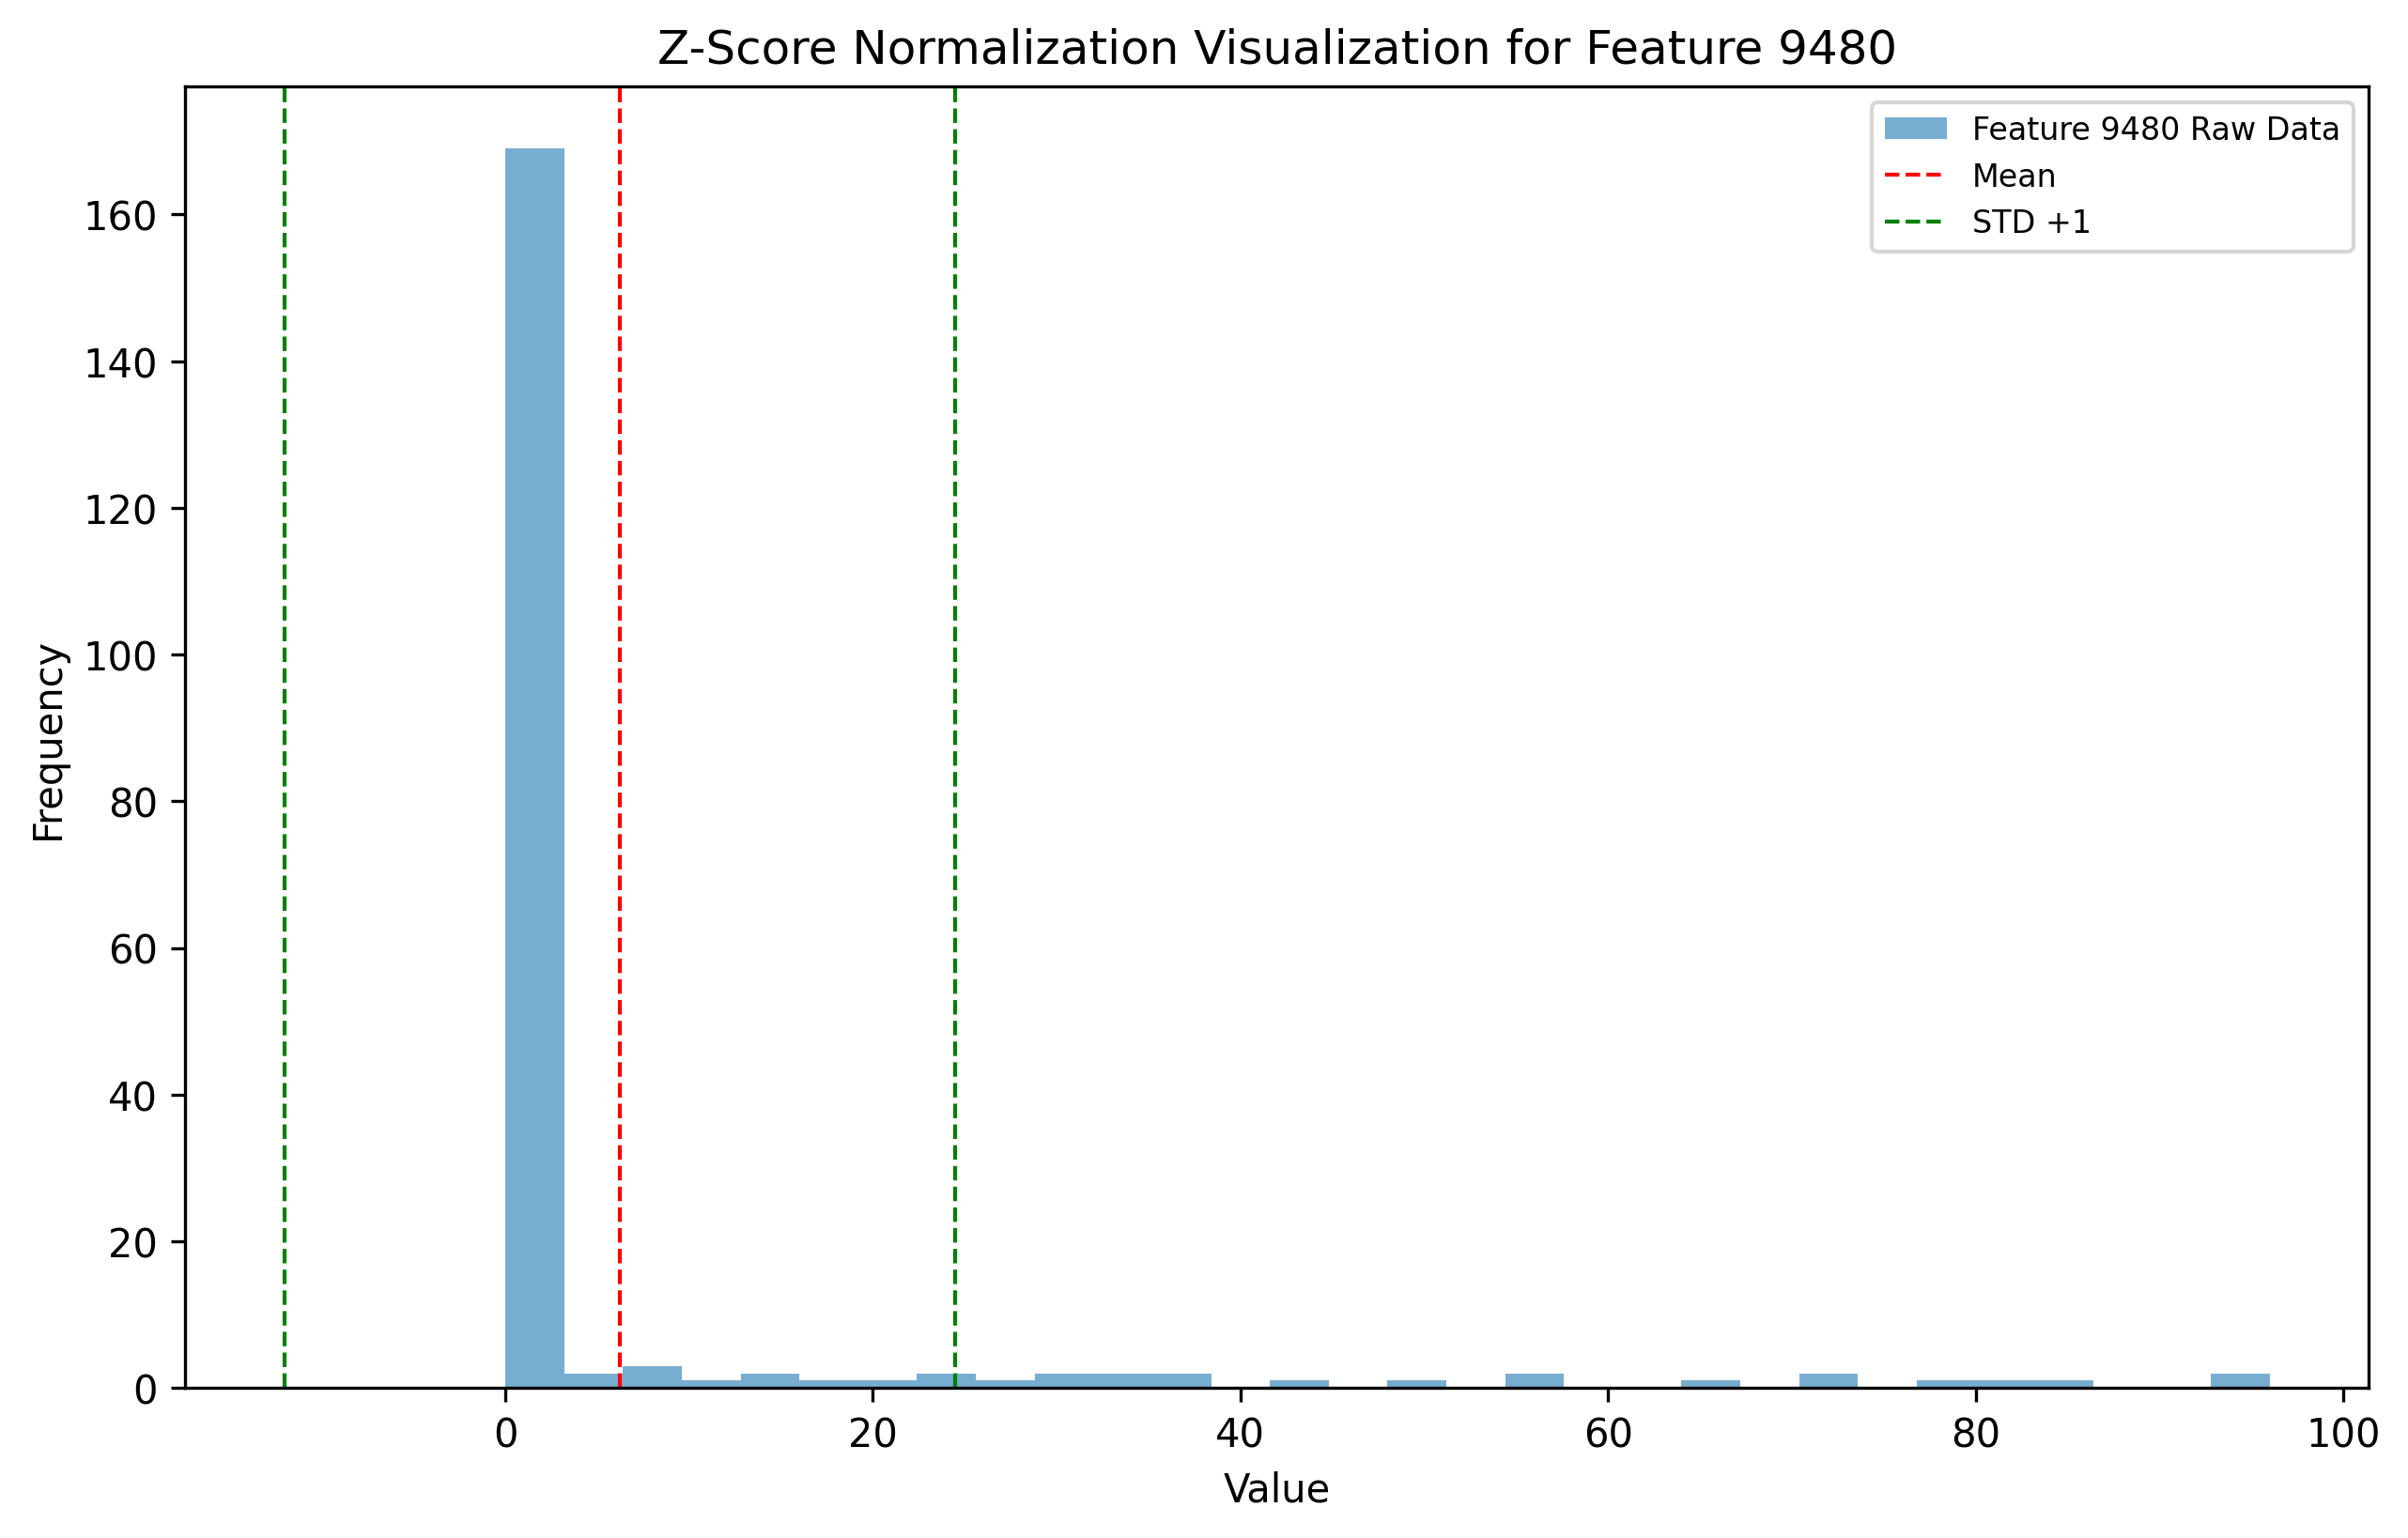 Z-Score Normalization Visualization for Feature 9480
Feature 9480 Raw Data
Mean
STD +1
Frequency
160
140
120
100
80
60
40
20
0
0 20 40 60 80 100
Value